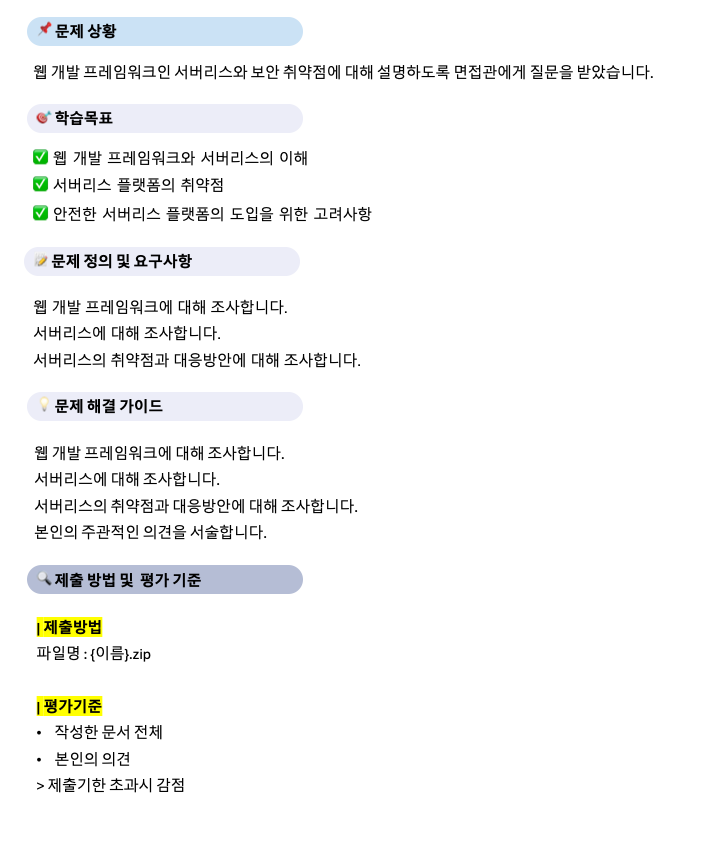 📌 문제 상황
웹 개발 프레임워크인 서버리스와 보안 취약점에 대해 설명하도록 면접관에게 질문을 받았습니다.
🎯 학습목표
✅ 웹 개발 프레임워크와 서버리스의 이해
✅ 서버리스 플랫폼의 취약점
✅ 안전한 서버리스 플랫폼의 도입을 위한 고려사항
📝 문제 정의 및 요구사항
웹 개발 프레임워크에 대해 조사합니다.
서버리스에 대해 조사합니다.
서버리스의 취약점과 대응방안에 대해 조사합니다.
💡 문제 해결 가이드
웹 개발 프레임워크에 대해 조사합니다.
서버리스에 대해 조사합니다.
서버리스의 취약점과 대응방안에 대해 조사합니다.
본인의 주관적인 의견을 서술합니다.
🔍 제출 방법 및 평가 기준
| 제출방법
파일명 : {이름}.zip
| 평가기준
• 작성한 문서 전체
• 본인의 의견
> 제출기한 초과시 감점